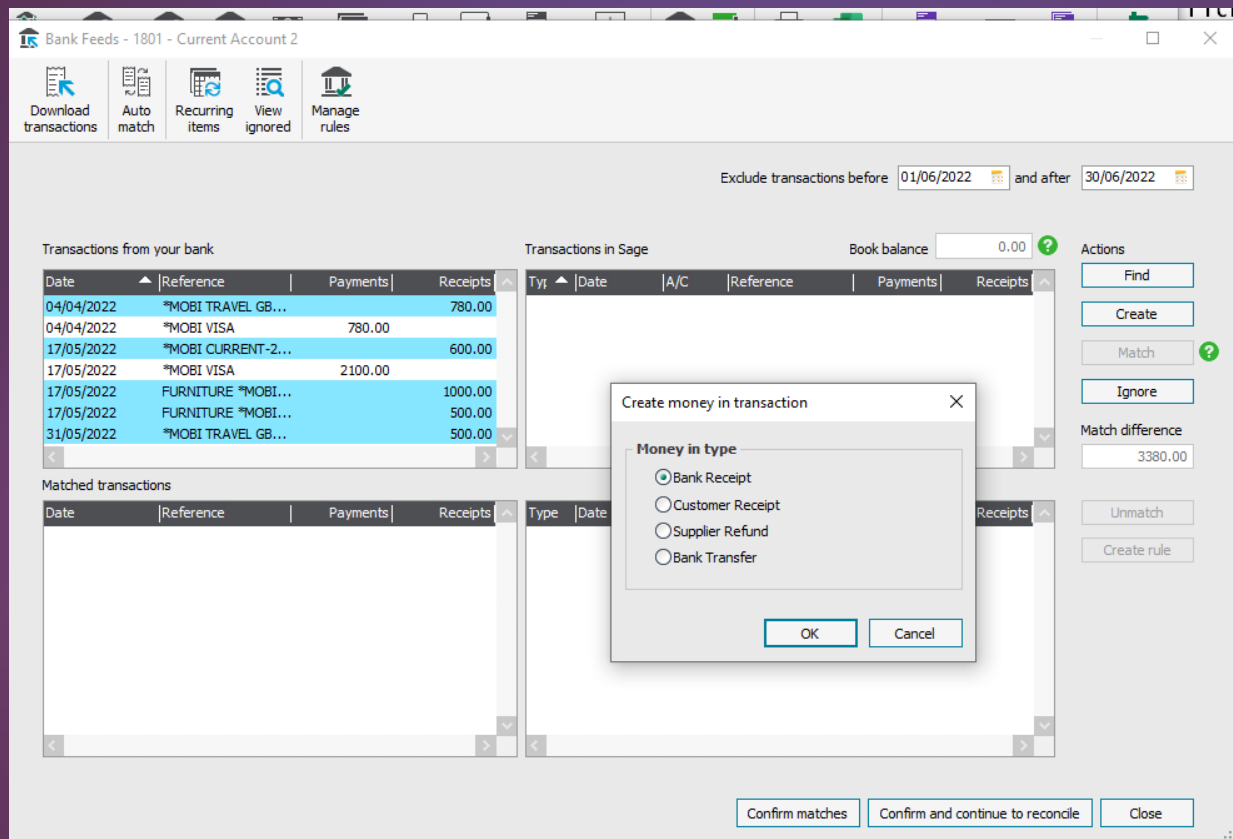 Bank Feeds - 1801 - Current Account 2
Download transactions
Auto match
Recurring items
View ignored
Manage rules
Exclude transactions before 01/06/2022 and after 30/06/2022
Transactions from your bank
Transactions in Sage
Book balance 0.00
Actions
Date Reference Payments Receipts
04/04/2022 *MOBI TRAVEL GB... 780.00
04/04/2022 *MOBI VISA 780.00
17/05/2022 *MOBI CURRENT-2... 600.00
17/05/2022 *MOBI VISA 2100.00
17/05/2022 FURNITURE *MOBI... 1000.00
17/05/2022 FURNITURE *MOBI... 500.00
31/05/2022 *MOBI TRAVEL GB... 500.00
Typ Date A/C Reference Payments Receipts
Find
Create
Match
Ignore
Match difference
3380.00
Create money in transaction
Money in type
Bank Receipt
Customer Receipt
Supplier Refund
Bank Transfer
OK Cancel
Matched transactions
Date Reference Payments Receipts
Type Date Receipts
Unmatch
Create rule
Confirm matches Confirm and continue to reconcile Close